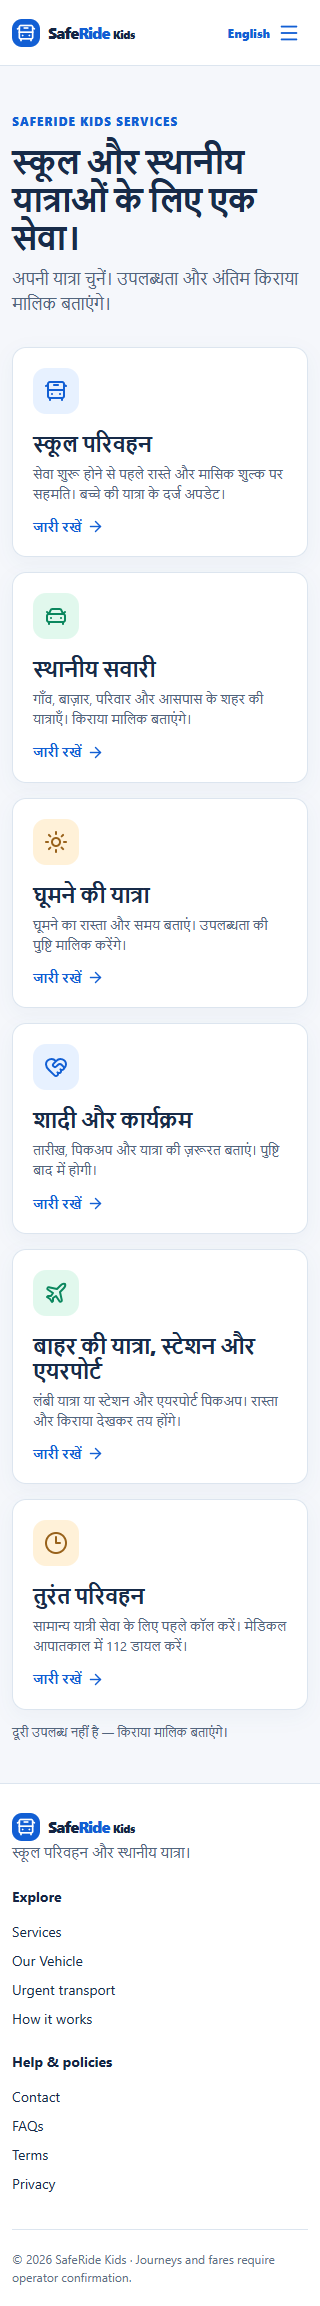 SafeRide Kids
English
SAFERIDE KIDS SERVICES
स्कूल और स्थानीय
यात्राओं के लिए एक
सेवा।
अपनी यात्रा चुनें। उपलब्धता और अंतिम किराया
मालिक बताएंगे।
स्कूल परिवहन
सेवा शुरू होने से पहले रास्ते और मासिक शुल्क पर
सहमति। बच्चे की यात्रा के दर्ज अपडेट।
जारी रखें →
स्थानीय सवारी
गाँव, बाज़ार, परिवार और आसपास के शहर की
यात्राएँ। किराया मालिक बताएंगे।
जारी रखें →
घूमने की यात्रा
घूमने का रास्ता और समय बताएं। उपलब्धता की
पुष्टि मालिक करेंगे।
जारी रखें →
शादी और कार्यक्रम
तारीख, पिकअप और यात्रा की ज़रूरत बताएं। पुष्टि
बाद में होगी।
जारी रखें →
बाहर की यात्रा, स्टेशन और
एयरपोर्ट
लंबी यात्रा या स्टेशन और एयरपोर्ट पिकअप। रास्ता
और किराया देखकर तय होंगे।
जारी रखें →
तुरंत परिवहन
सामान्य यात्री सेवा के लिए पहले कॉल करें। मेडिकल
आपातकाल में 112 डायल करें।
जारी रखें →
दूरी उपलब्ध नहीं है — किराया मालिक बताएंगे।
SafeRide Kids
स्कूल परिवहन और स्थानीय यात्रा।
Explore
Services
Our Vehicle
Urgent transport
How it works
Help & policies
Contact
FAQs
Terms
Privacy
© 2026 SafeRide Kids · Journeys and fares require
operator confirmation.